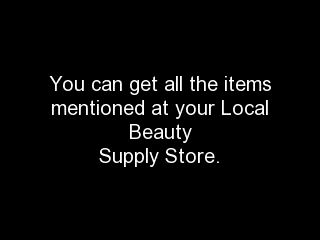 You can get all the items
mentioned at your Local
Beauty
Supply Store.